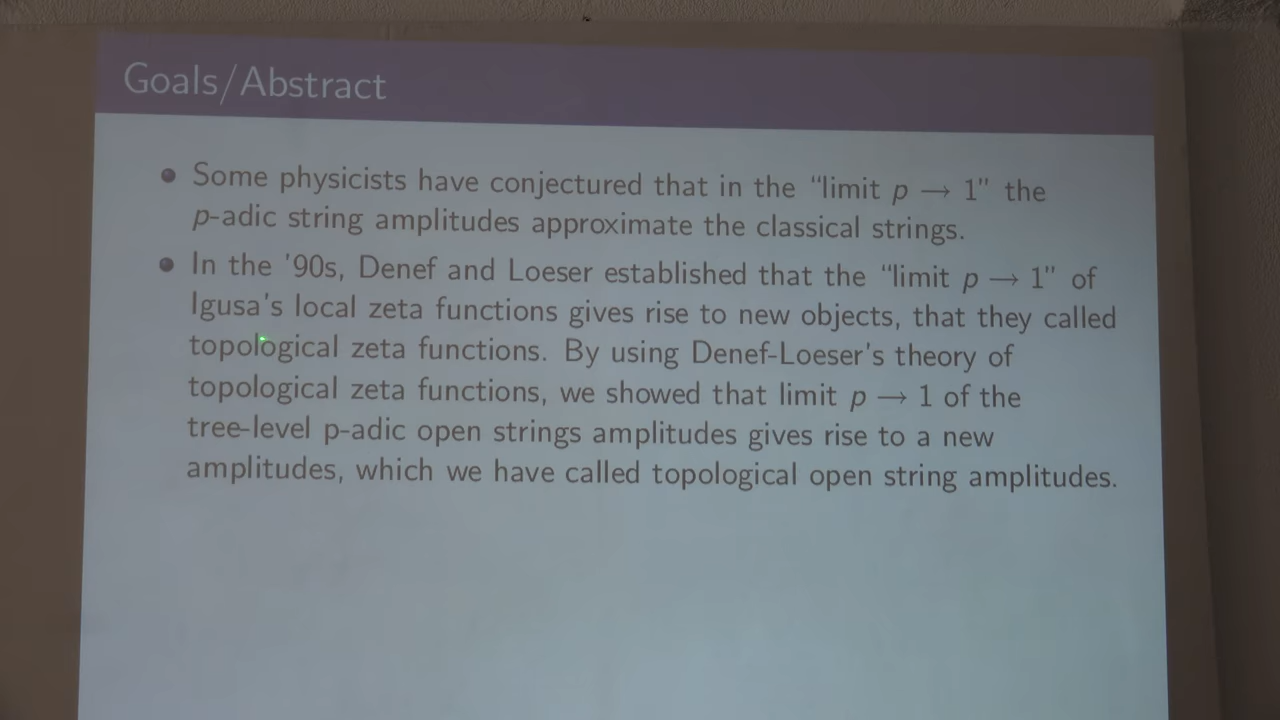 Goals/Abstract
Some physicists have conjectured that in the “limit p → 1” the
p-adic string amplitudes approximate the classical strings.
In the '90s, Denef and Loeser established that the “limit p → 1” of
Igusa's local zeta functions gives rise to new objects, that they called
topological zeta functions. By using Denef-Loeser's theory of
topological zeta functions, we showed that limit p → 1 of the
tree-level p-adic open strings amplitudes gives rise to a new
amplitudes, which we have called topological open string amplitudes.